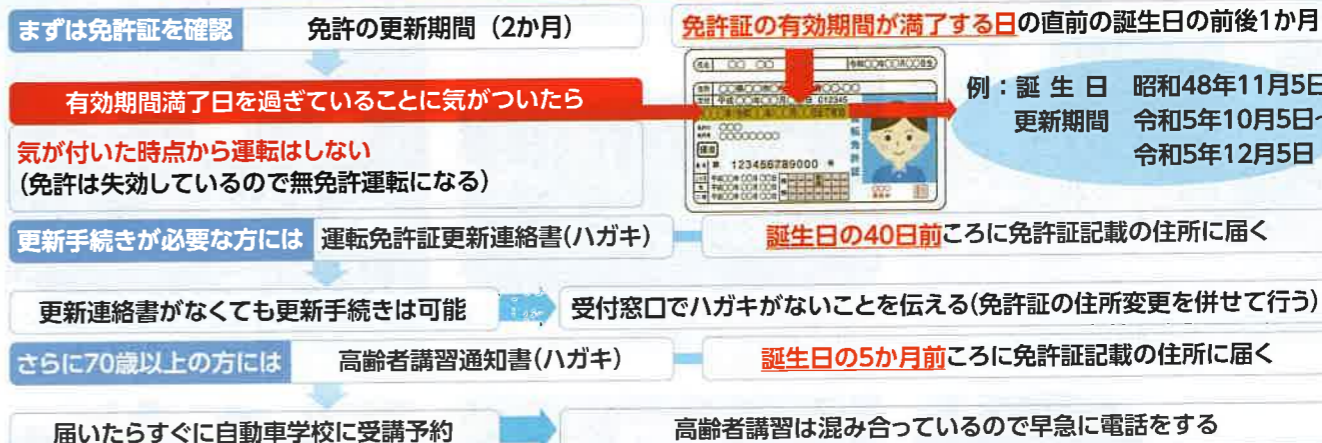 まずは免許証を確認
免許の更新期間（2か月）
免許証の有効期間が満了する日の直前の誕生日の前後1か月
有効期間満了日を過ぎていることに気がついたら
例：誕生日 昭和48年11月5日
更新期間 令和5年10月5日~
令和5年12月5日
気が付いた時点から運転はしない
（免許は失効しているので無免許運転になる）
012345
123456789000
更新手続きが必要な方には
運転免許証更新連絡書(ハガキ)
誕生日の40日前ころに免許証記載の住所に届く
更新連絡書がなくても更新手続きは可能
受付窓口でハガキがないことを伝える(免許証の住所変更を併せて行う)
さらに70歳以上の方には
高齢者講習通知書(ハガキ)
誕生日の5か月前ころに免許証記載の住所に届く
届いたらすぐに自動車学校に受講予約
高齢者講習は混み合っているので早急に電話をする